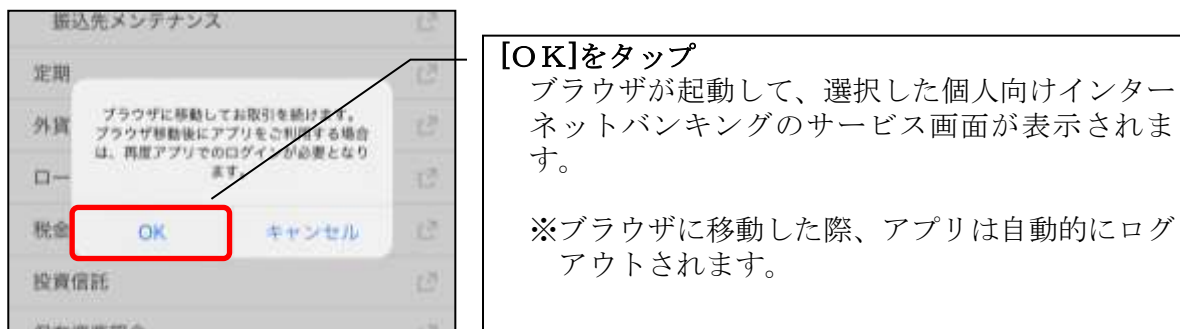 振込先メンテナンス
定期
外貨
ロー
税金
投資信託
ブラウザに移動してお取引を続けます。
ブラウザ移動後にアプリをご利用する場合
は、再度アプリでのログインが必要となり
ます。
OK
キャンセル
[OK]をタップ
ブラウザが起動して、選択した個人向けインター
ネットバンキングのサービス画面が表示されま
す。
※ブラウザに移動した際、アプリは自動的にログ
アウトされます。